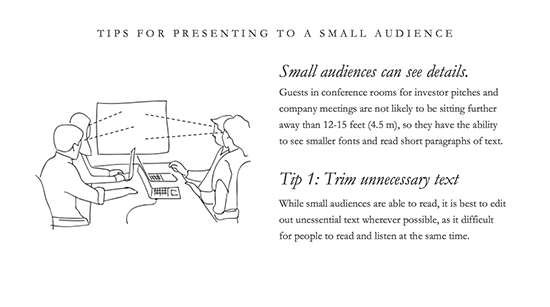 TIPS FOR PRESENTING TO A SMALL AUDIENCE
Small audiences can see details.
Guests in conference rooms for investor pitches and
company meetings are not likely to be sitting further
away than 12-15 feet (4.5 m), so they have the ability
to see smaller fonts and read short paragraphs of text.
Tip 1: Trim unnecessary text
While small audiences are able to read, it is best to edit
out unessential text wherever possible, as it difficult
for people to read and listen at the same time.